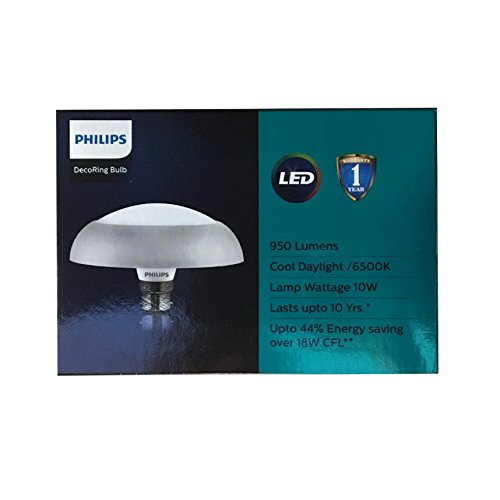 PHILIPS
DecoRing Bulb
PHILIPS
LED
WARRANTY
1
YEAR
950 Lumens
Cool Daylight /6500K
Lamp Wattage 10W
Lasts upto 10 Yrs.*
Upto 44% Energy saving
over 18W CFL**